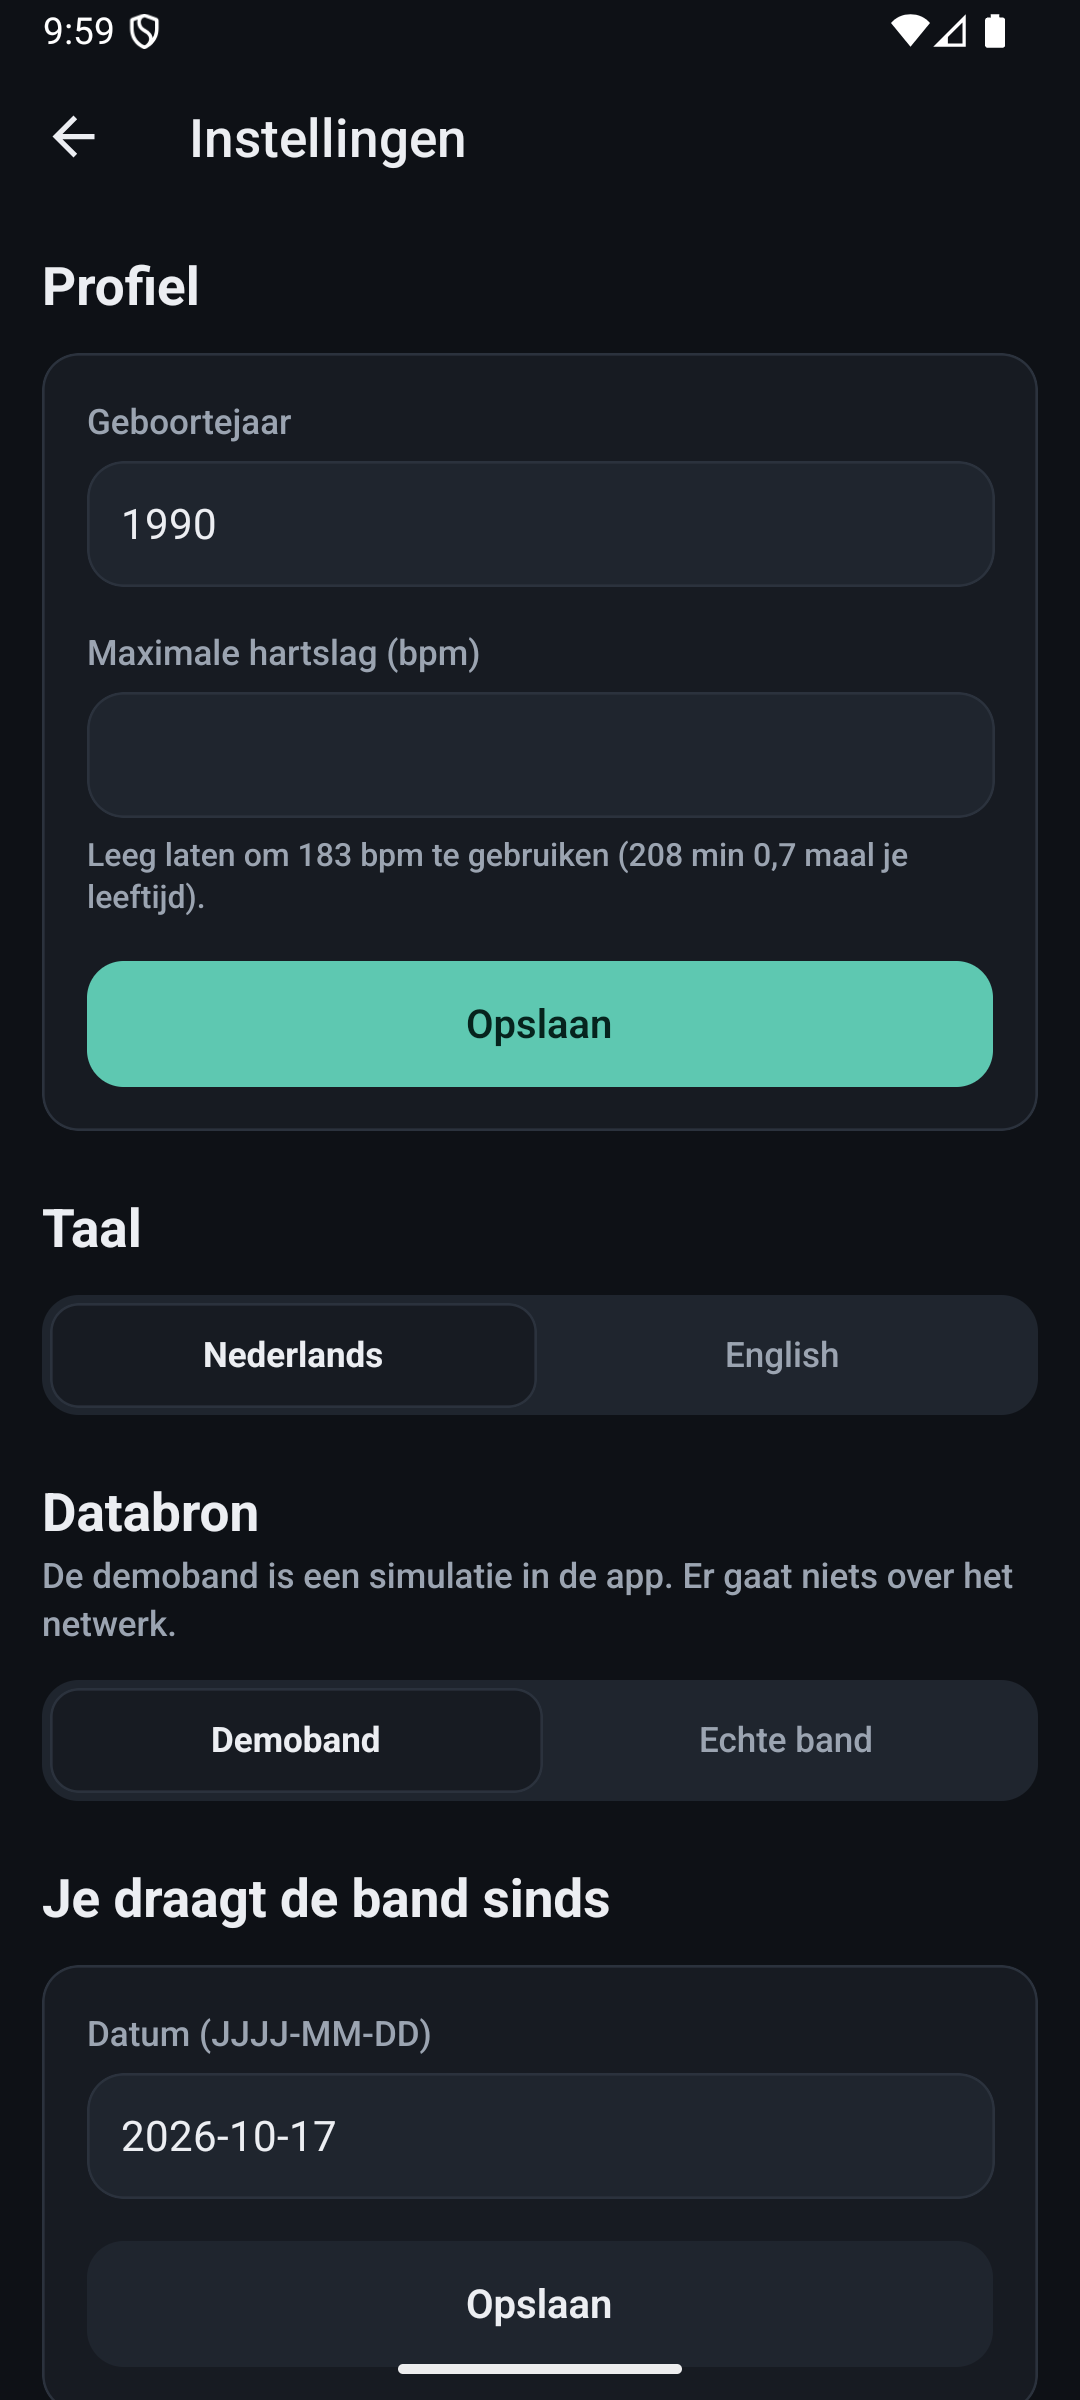 9:59
Instellingen
Profiel
Geboortejaar
1990
Maximale hartslag (bpm)
Leeg laten om 183 bpm te gebruiken (208 min 0,7 maal je
leeftijd).
Opslaan
Taal
Nederlands English
Databron
De demoband is een simulatie in de app. Er gaat niets over het
netwerk.
Demoband Echte band
Je draagt de band sinds
Datum (JJJJ-MM-DD)
2026-10-17
Opslaan